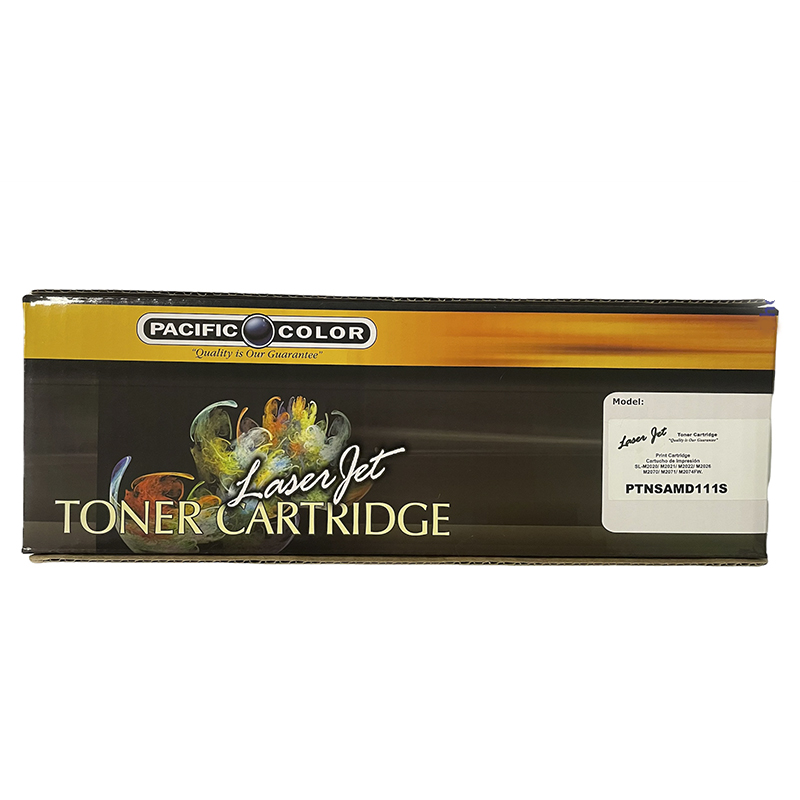 PACIFIC COLOR
"Quality is Our Guarantee"
Laser Jet
TONER CARTRIDGE
Model:
Laser Jet Toner Cartridge
"Quality is Our Guarantee"
Print Cartridge
Cartucho de Impresión
SL-M2020/ M2021/ M2022/ M2026
M2070/ M2071/ M2074FW.
PTNSAMD111S